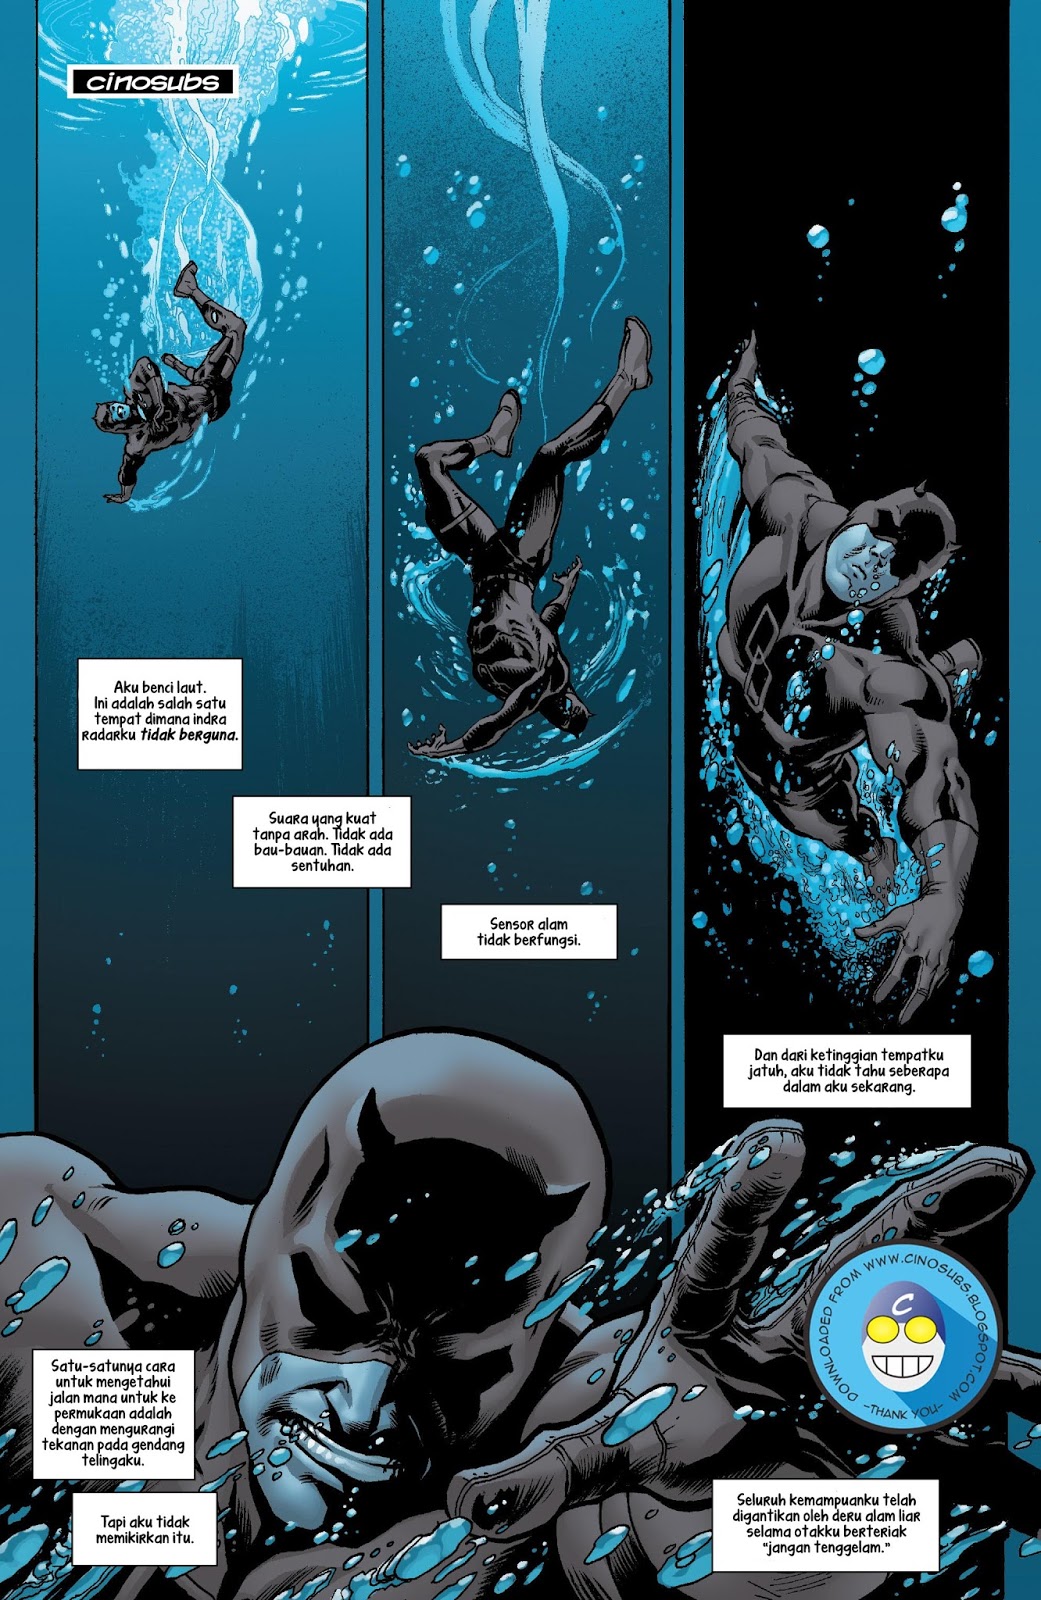 cinosubs
Aku benci laut.
Ini adalah salah satu
tempat dimana indra
radarku tidak berguna.
Suara yang kuat
tanpa arah. Tidak ada
bau-bauan. Tidak ada
sentuhan.
Sensor alam
tidak berfungsi.
Dan dari ketinggian tempatku
jatuh, aku tidak tahu seberapa
dalam aku sekarang.
Satu-satunya cara
untuk mengetahui
jalan mana untuk ke
permukaan adalah
dengan mengurangi
tekanan pada gendang
telingaku.
Tapi aku tidak
memikirkan itu.
DOWNLOADED FROM WWW.CINOSUBS.BLOGSPOT.COM
C
-THANK YOU-
Seluruh kemampuanku telah
digantikan oleh deru alam liar
selama otakku berteriak
“jangan tenggelam.”